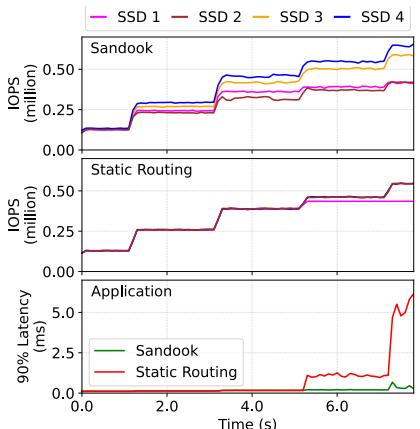 SSD 1 SSD 2 SSD 3 SSD 4
Sandook
IOPS
(million)
0.50
0.25
0.00
Static Routing
IOPS
(million)
0.50
0.25
0.00
Application
90% Latency
(ms)
5.0
2.5
0.0
Sandook
Static Routing
0.0 2.0 4.0 6.0
Time (s)